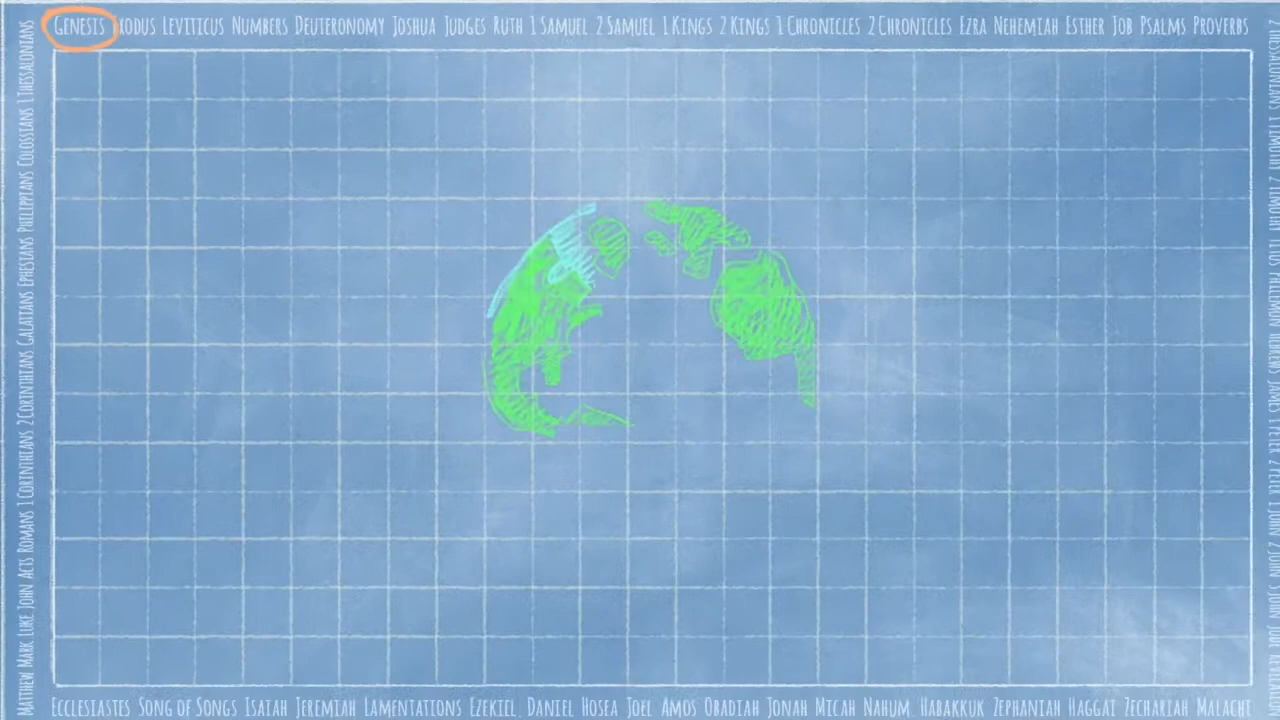 GENESIS EXODUS LEVITICUS NUMBERS DEUTERONOMY JOSHUA JUDGES RUTH 1 SAMUEL 2 SAMUEL 1 KINGS 2 KINGS 1 CHRONICLES 2 CHRONICLES EZRA NEHEMIAH ESTHER JOB PSALMS PROVERBS
ECCLESIASTES SONG OF SONGS ISAIAH JEREMIAH LAMENTATIONS EZEKIEL DANIEL HOSEA JOEL AMOS OBADIAH JONAH MICAH NAHUM HABAKKUK ZEPHANIAH HAGGAI ZECHARIAH MALACHI
MATTHEW MARK LUKE JOHN ACTS ROMANS 1 CORINTHIANS 2 CORINTHIANS GALATIANS EPHESIANS PHILIPPIANS COLOSSIANS 1 THESSALONIANS
2 THESSALONIANS 1 TIMOTHY 2 TIMOTHY TITUS PHILEMON HEBREWS JAMES 1 PETER 2 PETER 1 JOHN 2 JOHN 3 JOHN JUDE REVELATION